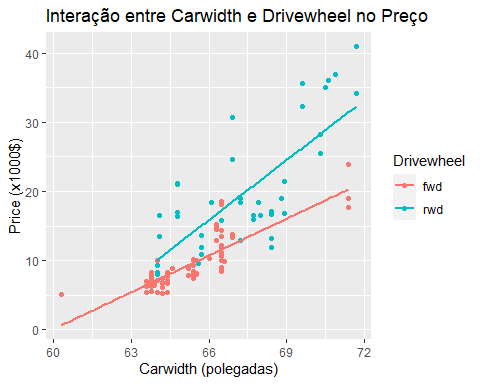 Interação entre Carwidth e Drivewheel no Preço
40
30
20
10
0
Price (x1000$)
60
63
66
69
72
Carwidth (polegadas)
Drivewheel
fwd
rwd